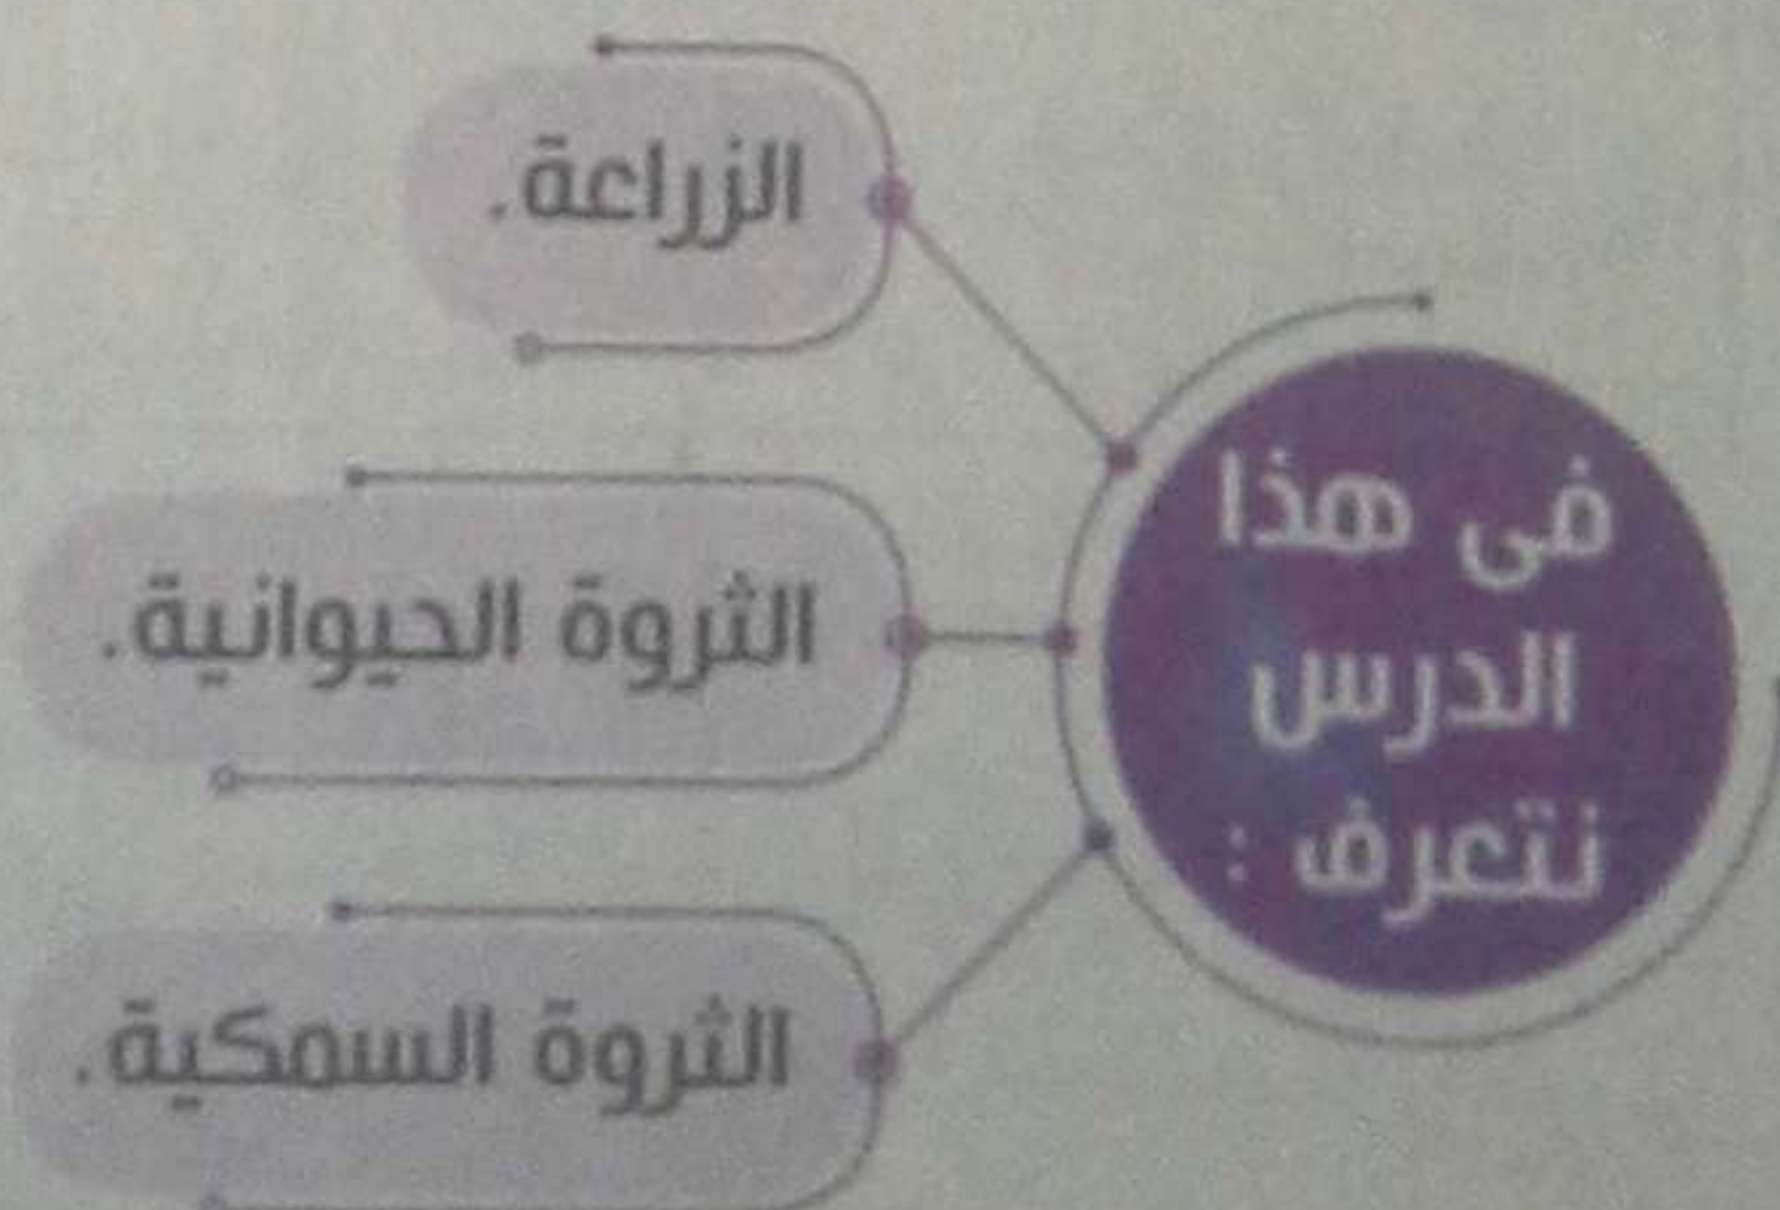 فى هذا
الدرس
نتعرف :
الزراعة.
الثروة الحيوانية.
الثروة السمكية.